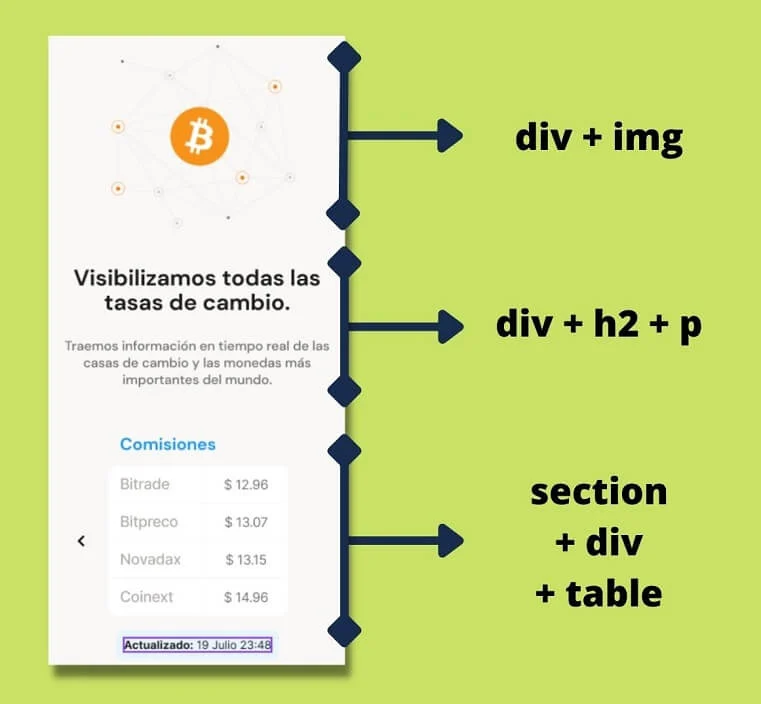 div + img
Visibilizamos todas las
tasas de cambio.
div + h2 + p
Traemos información en tiempo real de las
casas de cambio y las monedas más
importantes del mundo.
Comisiones
Bitrade $ 12.96
Bitpreco $ 13.07
Novadax $ 13.15
Coinext $ 14.96
Actualizado: 19 Julio 23:48
section
+ div
+ table